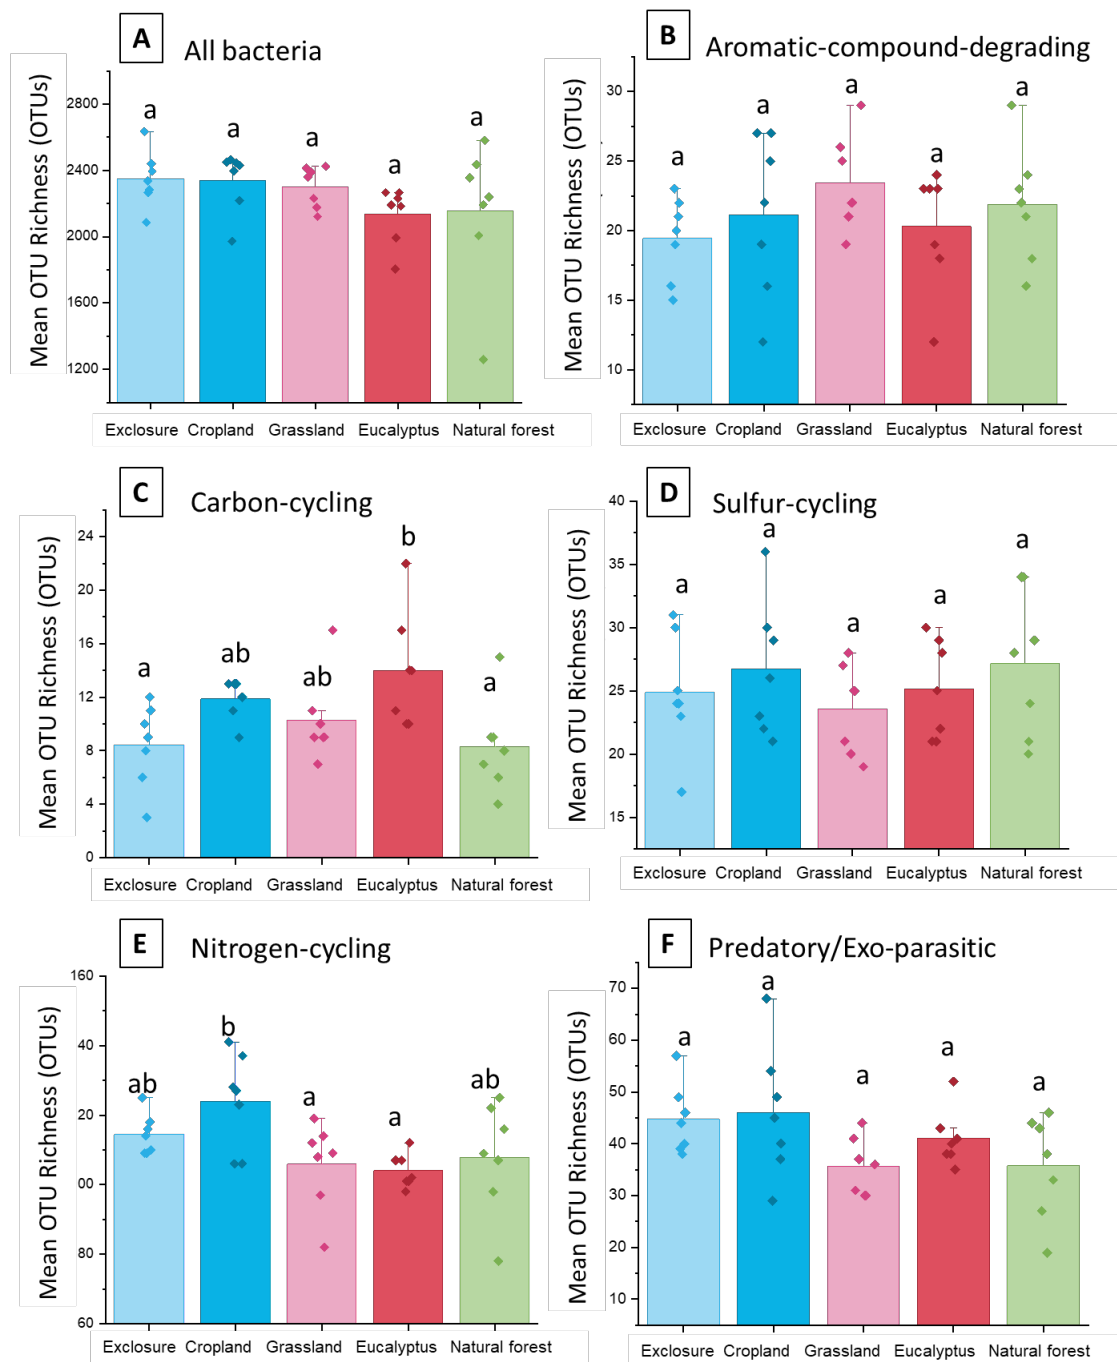 A
All bacteria
Mean OTU Richness (OTUs)
2800
2400
2000
1600
1200
a
a
a
a
a
Exclosure Cropland Grassland Eucalyptus Natural forest
B
Aromatic-compound-degrading
Mean OTU Richness (OTUs)
30
25
20
15
10
a
a
a
a
a
Exclosure Cropland Grassland Eucalyptus Natural forest
C
Carbon-cycling
Mean OTU Richness (OTUs)
24
20
16
12
8
4
0
a
ab
ab
b
a
Exclosure Cropland Grassland Eucalyptus Natural forest
D
Sulfur-cycling
Mean OTU Richness (OTUs)
40
35
30
25
20
15
a
a
a
a
a
Exclosure Cropland Grassland Eucalyptus Natural forest
E
Nitrogen-cycling
Mean OTU Richness (OTUs)
160
40
20
00
80
60
ab
b
a
a
ab
Exclosure Cropland Grassland Eucalyptus Natural forest
F
Predatory/Exo-parasitic
Mean OTU Richness (OTUs)
70
60
50
40
30
20
10
a
a
a
a
a
Exclosure Cropland Grassland Eucalyptus Natural forest